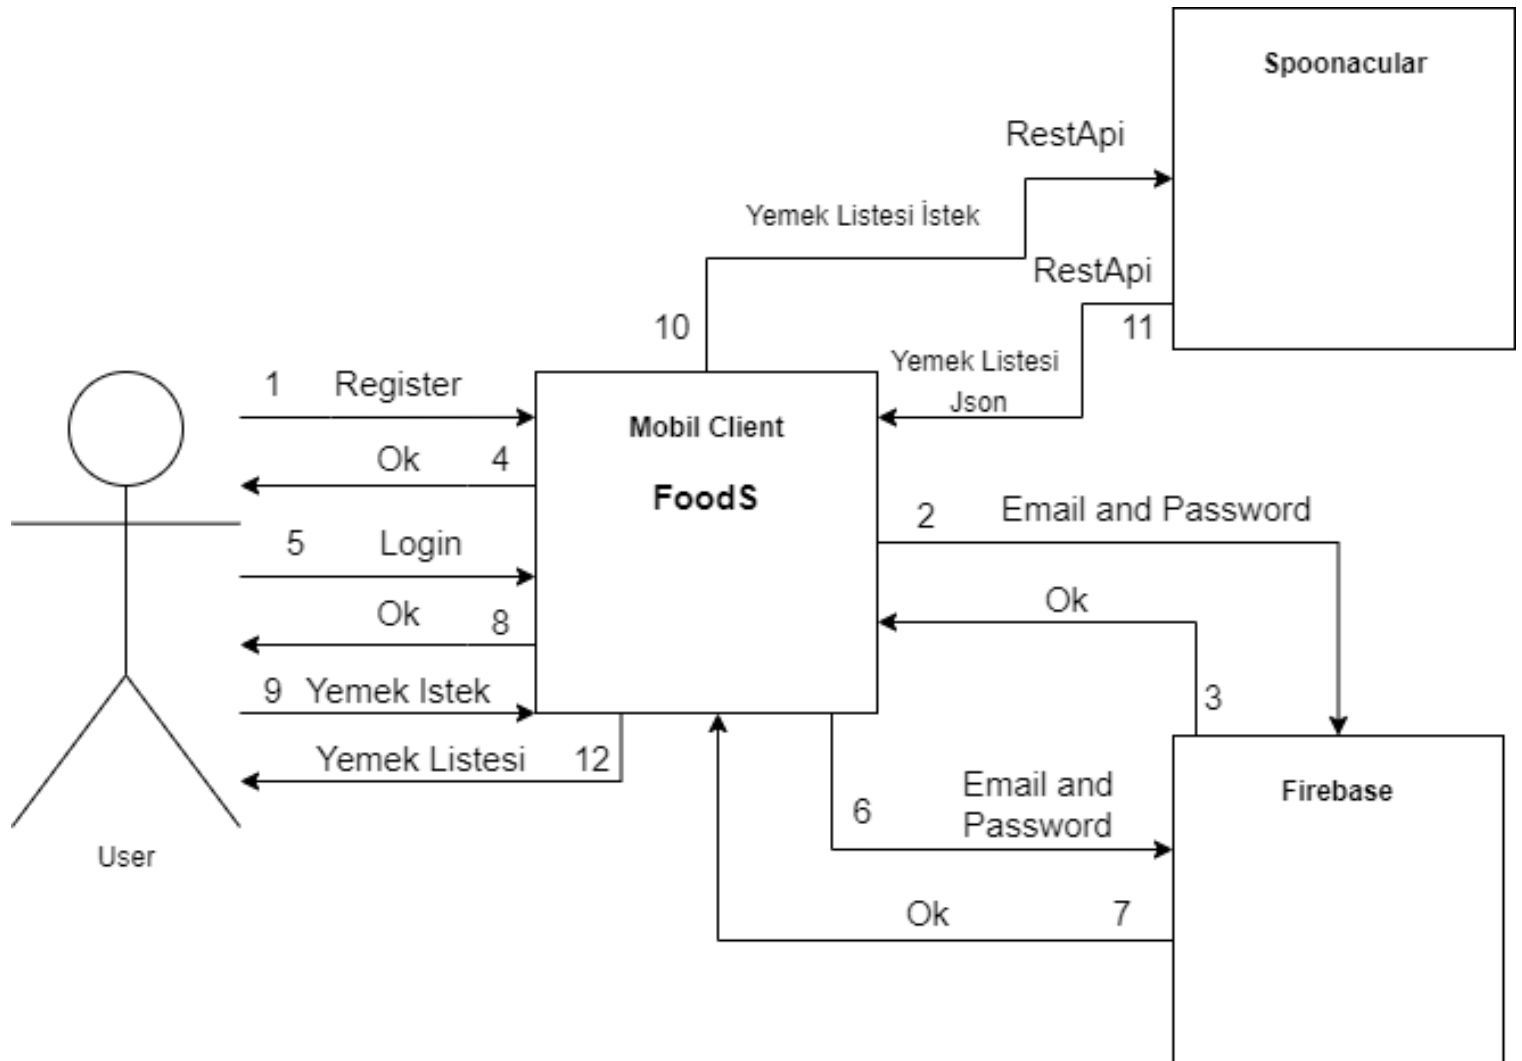 Spoonacular
RestApi
Yemek Listesi İstek
RestApi
10
11
Yemek Listesi
Json
1 Register
Mobil Client
Ok 4
FoodS
2 Email and Password
5 Login
Ok
Ok 8
9 Yemek Istek
3
Yemek Listesi 12
Email and
Password
6
Firebase
User
Ok 7